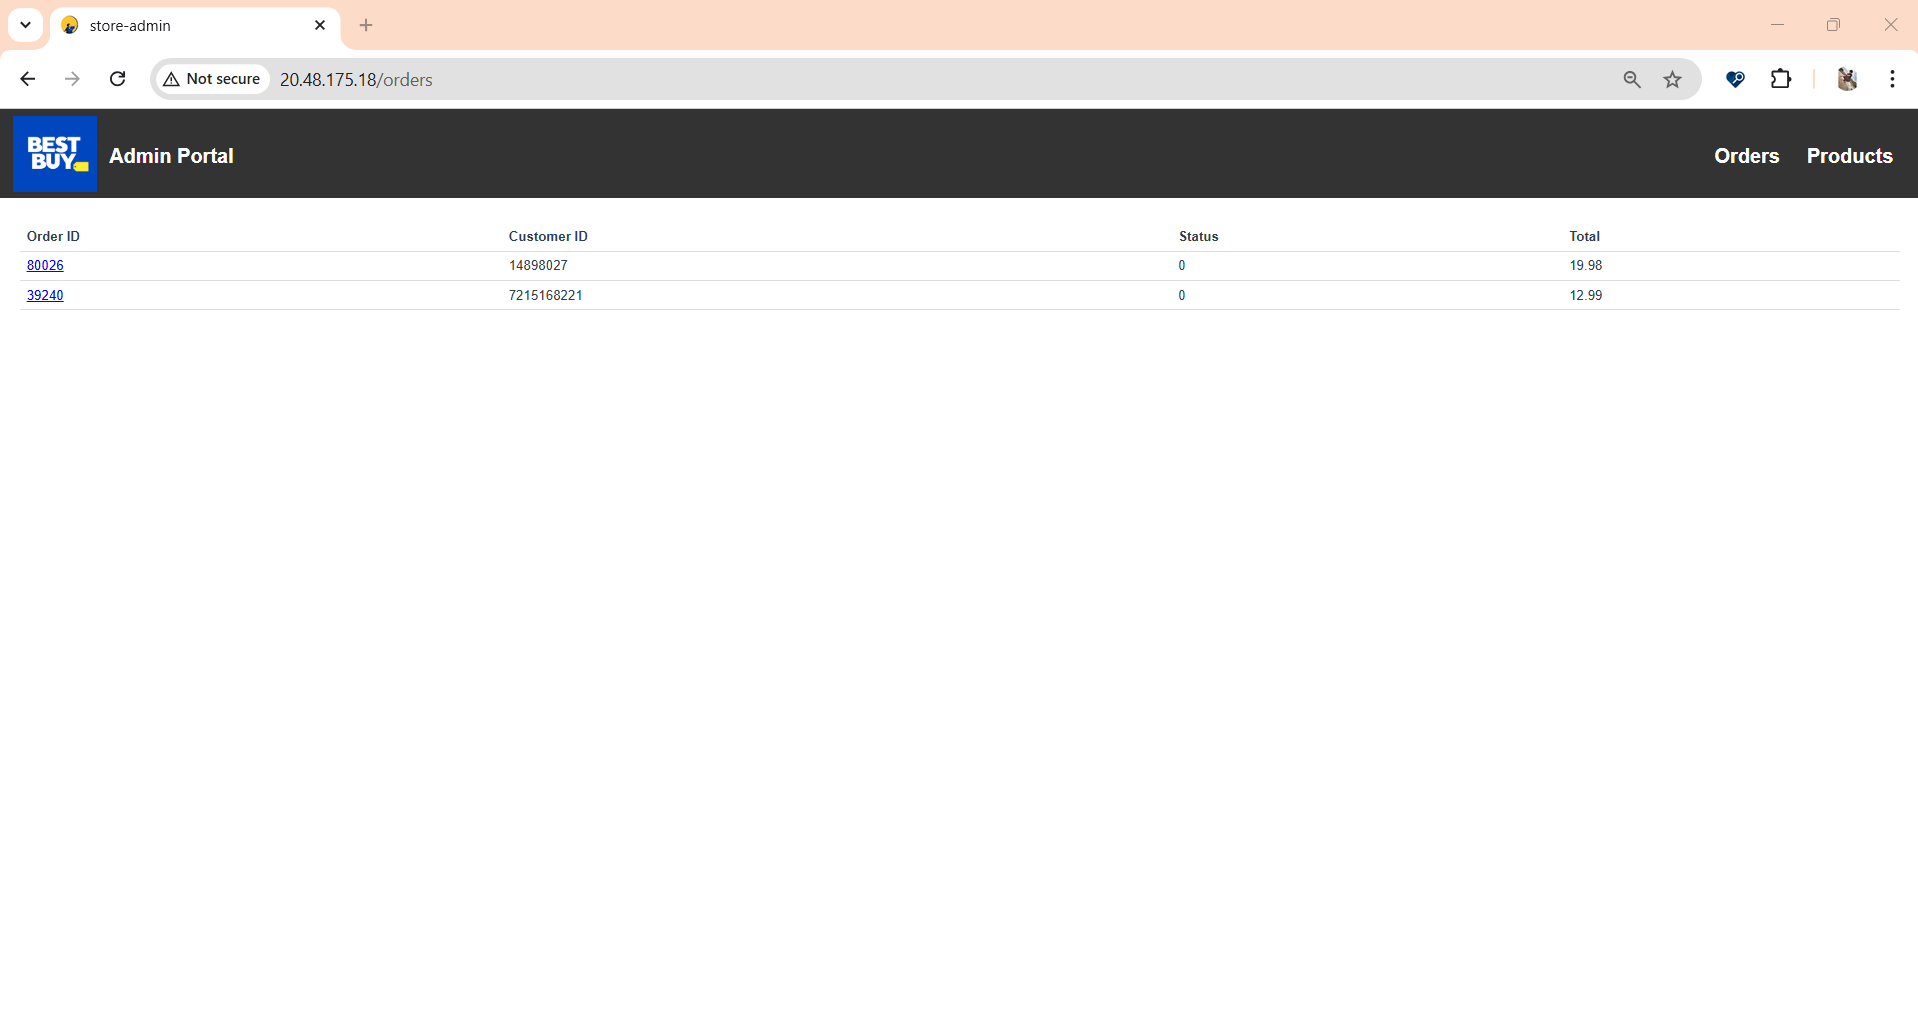 store-admin
Not secure 20.48.175.18/orders
BEST BUY Admin Portal Orders Products
Order ID Customer ID Status Total
80026 14898027 0 19.98
39240 7215168221 0 12.99